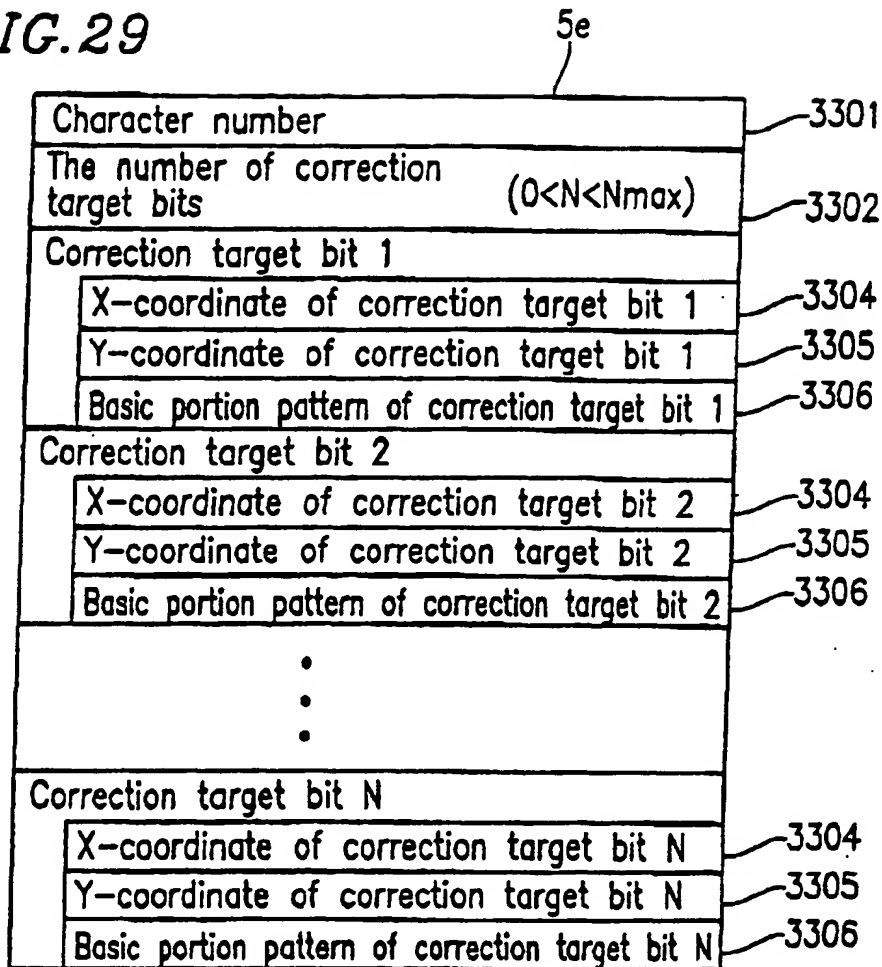 IG.29
5e
Character number 3301
The number of correction
target bits (0<N<Nmax) 3302
Correction target bit 1
X-coordinate of correction target bit 1 3304
Y-coordinate of correction target bit 1 3305
Basic portion pattern of correction target bit 1 3306
Correction target bit 2
X-coordinate of correction target bit 2 3304
Y-coordinate of correction target bit 2 3305
Basic portion pattern of correction target bit 2 3306
Correction target bit N
X-coordinate of correction target bit N 3304
Y-coordinate of correction target bit N 3305
Basic portion pattern of correction target bit N 3306